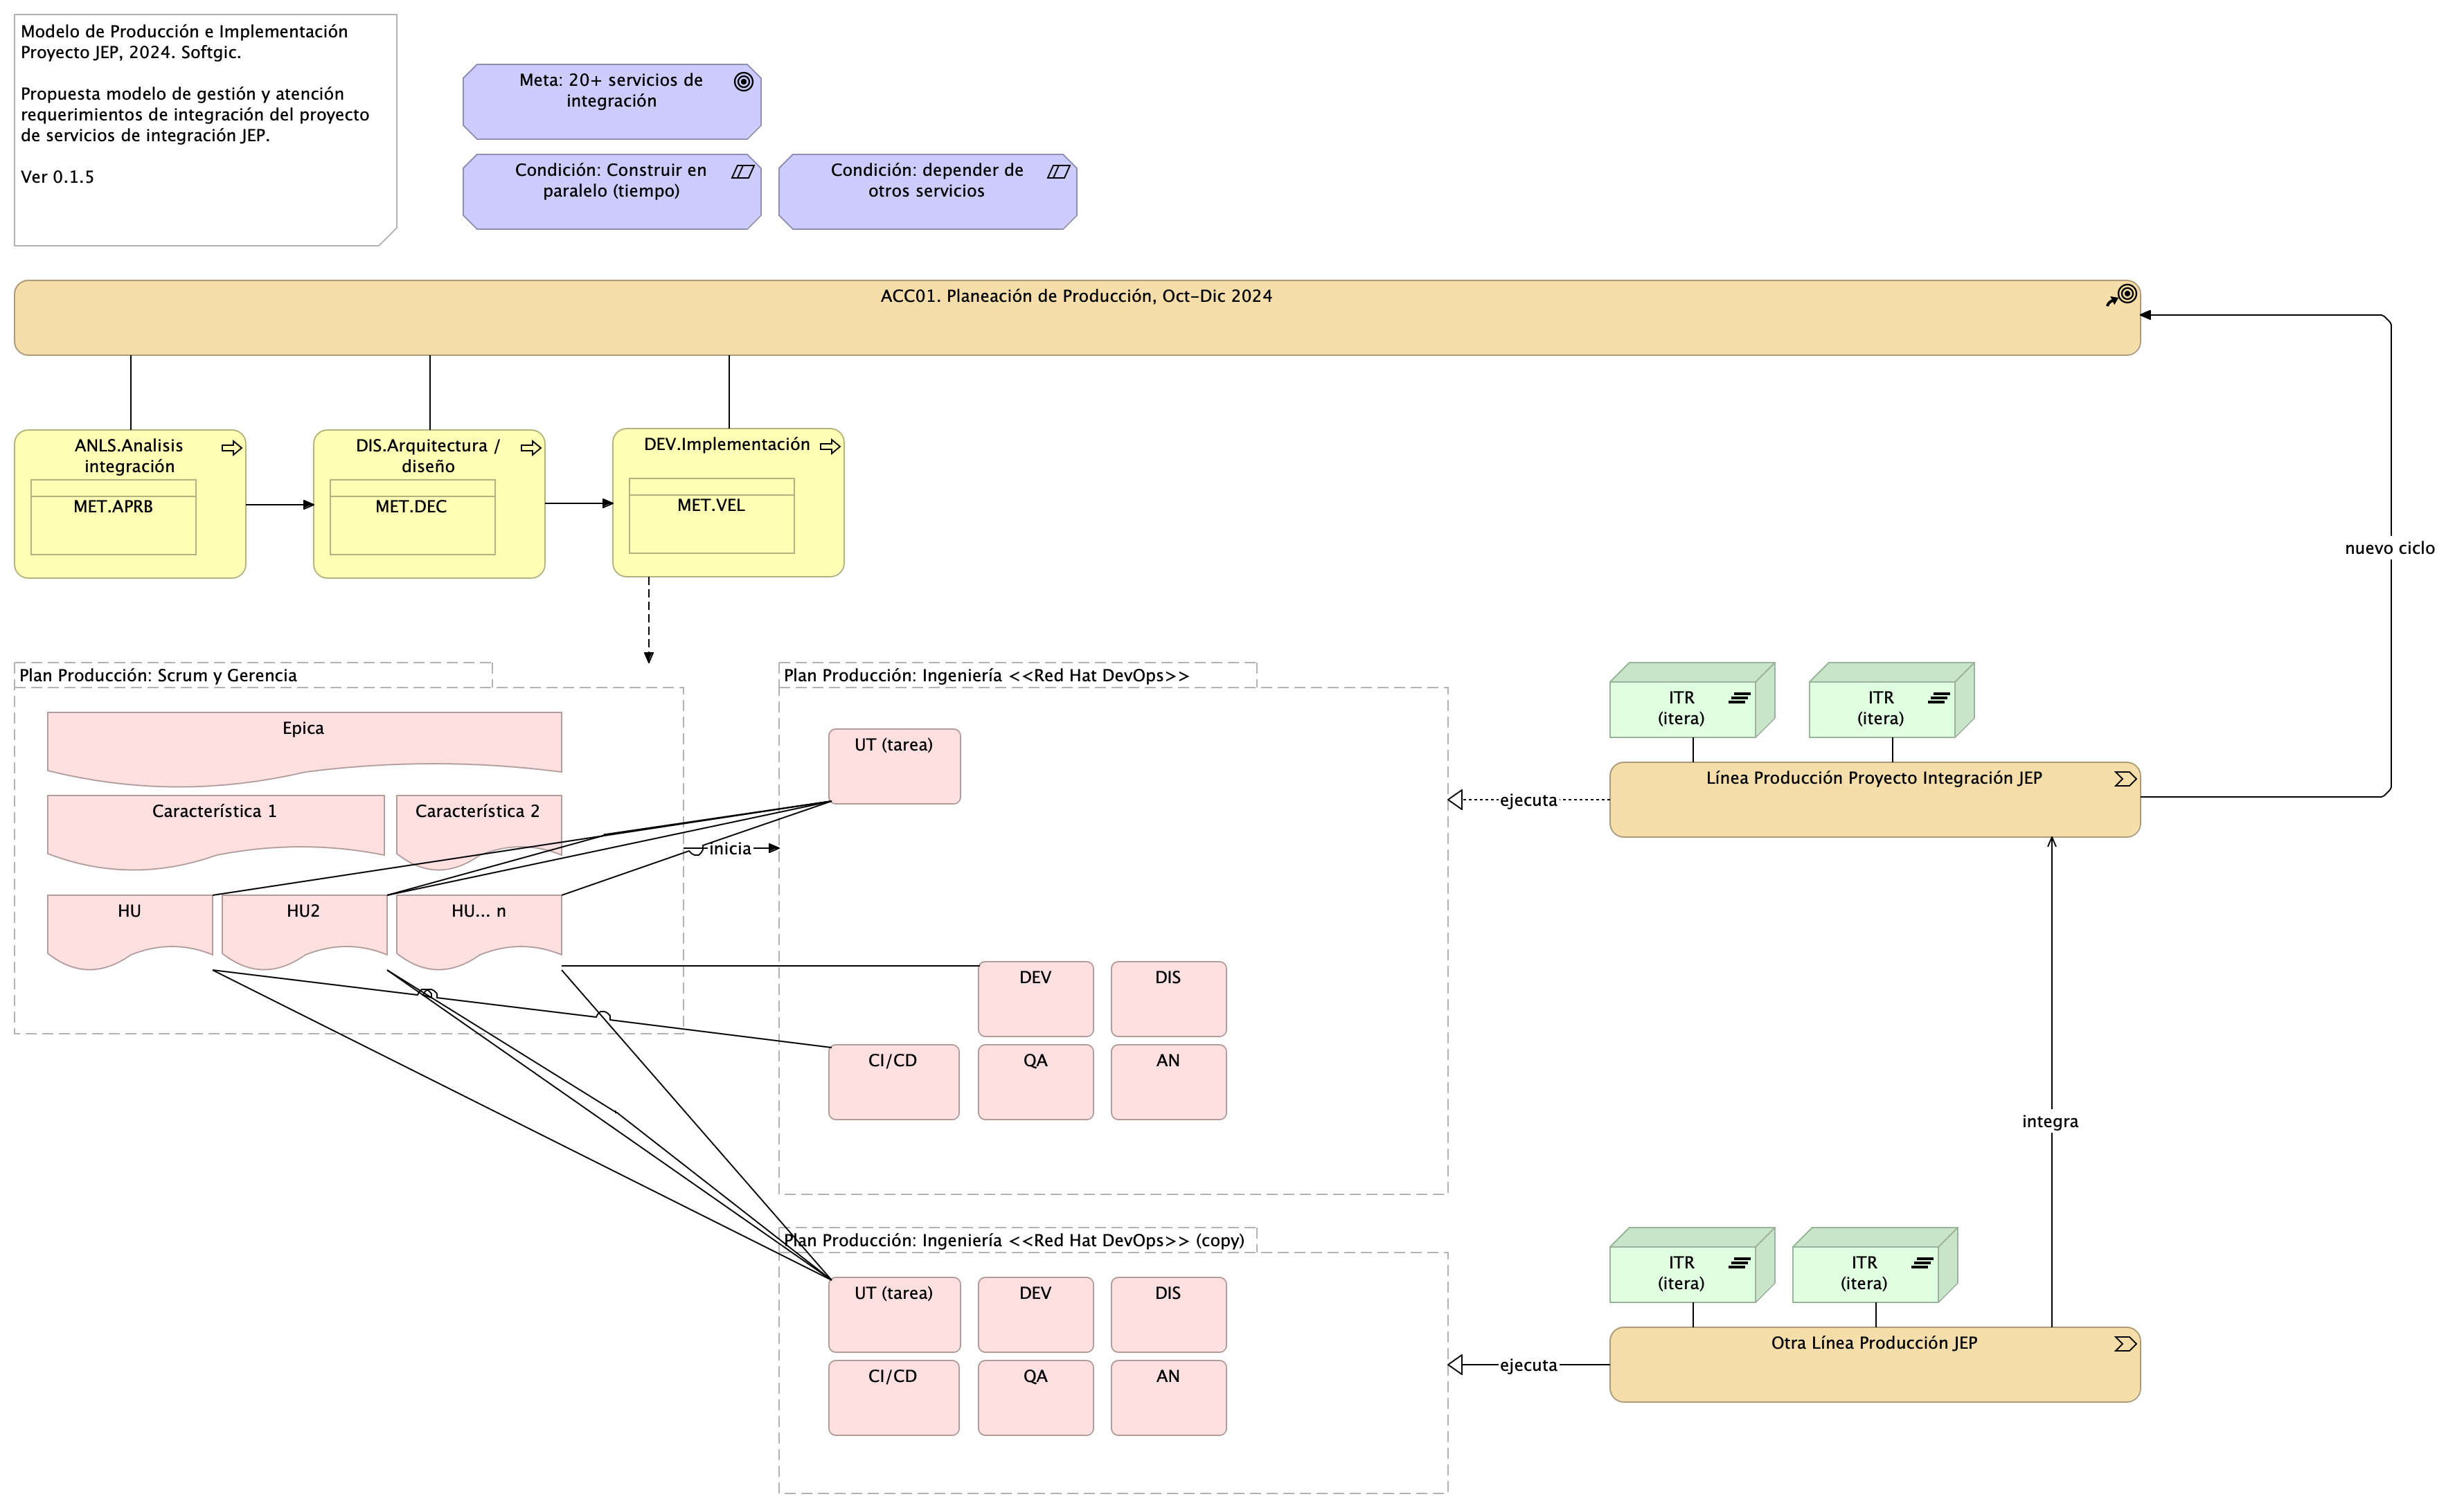 Modelo de Producción e Implementación
Proyecto JEP, 2024. Softgic.
Propuesta modelo de gestión y atención
requerimientos de integración del proyecto
de servicios de integración JEP.
Ver 0.1.5
Meta: 20+ servicios de
integración
Condición: Construir en
paralelo (tiempo)
Condición: depender de
otros servicios
ACC01. Planeación de Producción, Oct-Dic 2024
ANLS.Analisis
integración
MET.APRB
DIS.Arquitectura /
diseño
MET.DEC
DEV.Implementación
MET.VEL
nuevo ciclo
Plan Producción: Scrum y Gerencia
Epica
Característica 1
Característica 2
HU
HU2
HU... n
inicia
Plan Producción: Ingeniería <<Red Hat DevOps>>
UT (tarea)
DEV
DIS
CI/CD
QA
AN
ejecuta
ITR
(itera)
ITR
(itera)
Línea Producción Proyecto Integración JEP
integra
Plan Producción: Ingeniería <<Red Hat DevOps>> (copy)
UT (tarea)
DEV
DIS
CI/CD
QA
AN
ejecuta
ITR
(itera)
ITR
(itera)
Otra Línea Producción JEP